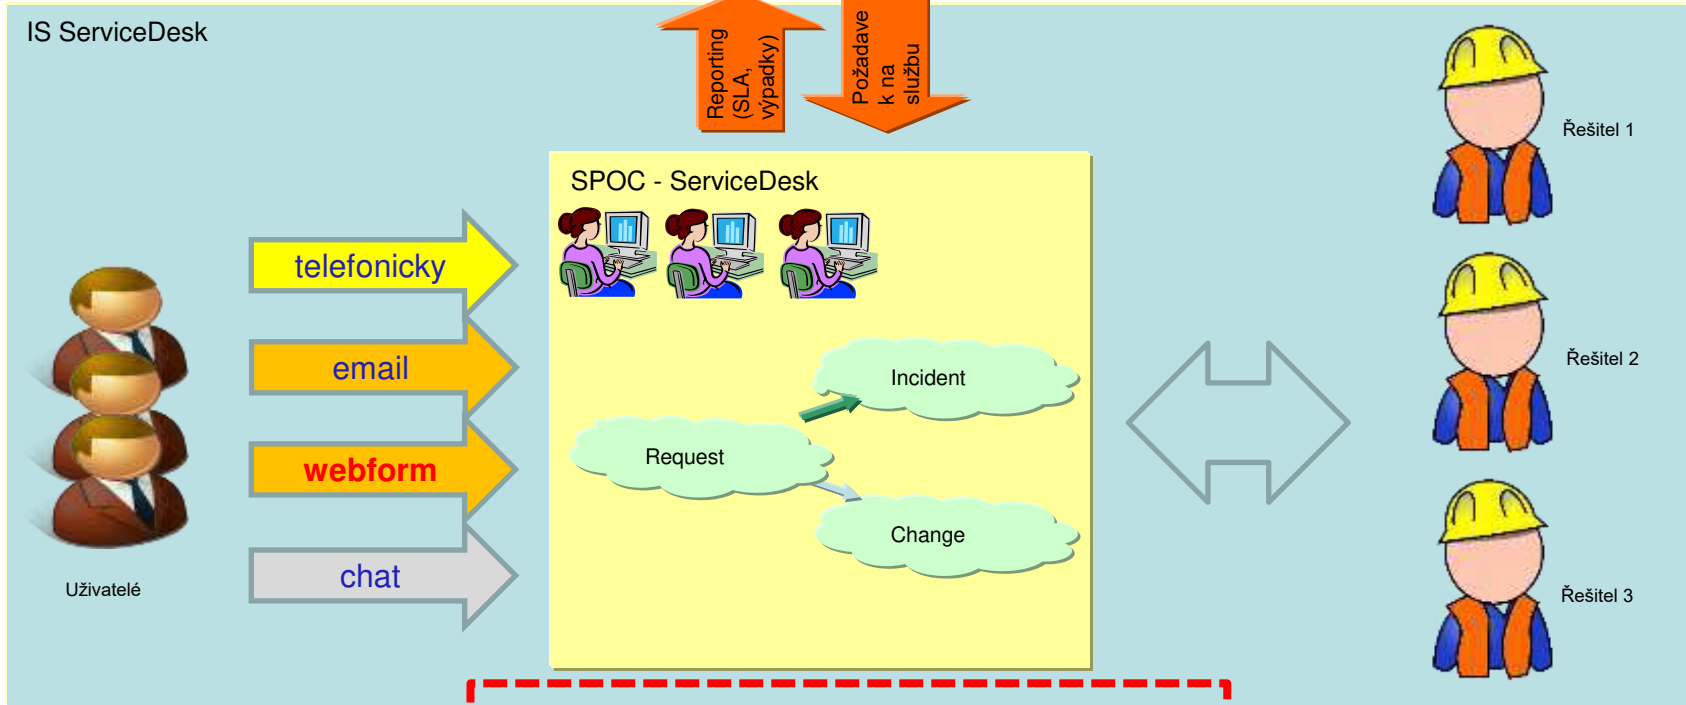 IS ServiceDesk
Reporting
(SLA,
výpadky)
Požadave
k na
službu
Řešitel 1
SPOC - ServiceDesk
telefonicky
email
Incident
Řešitel 2
webform
Request
Change
chat
Uživatelé
Řešitel 3